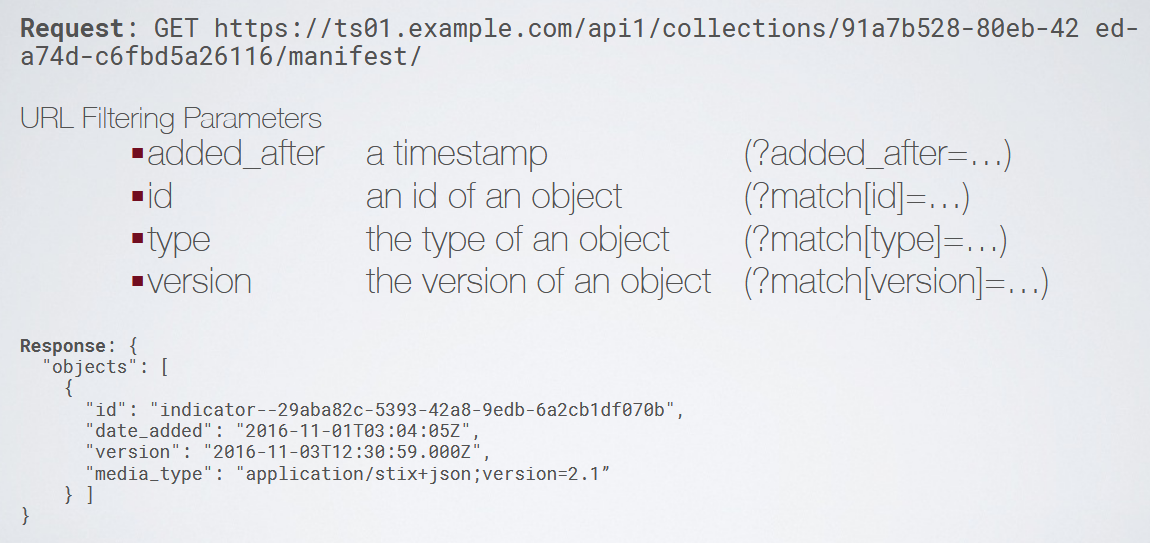 Request: GET https://ts01.example.com/api1/collections/91a7b528-80eb-42 ed-
a74d-c6fbd5a26116/manifest/
URL Filtering Parameters
▪added_after a timestamp (?added_after=...)
▪id an id of an object (?match[id]=...)
▪type the type of an object (?match[type]=...)
▪version the version of an object (?match[version]=...)
Response: {
  "objects": [
    {
      "id": "indicator--29aba82c-5393-42a8-9edb-6a2cb1df070b",
      "date_added": "2016-11-01T03:04:05Z",
      "version": "2016-11-03T12:30:59.000Z",
      "media_type": "application/stix+json;version=2.1”
    } ]
}